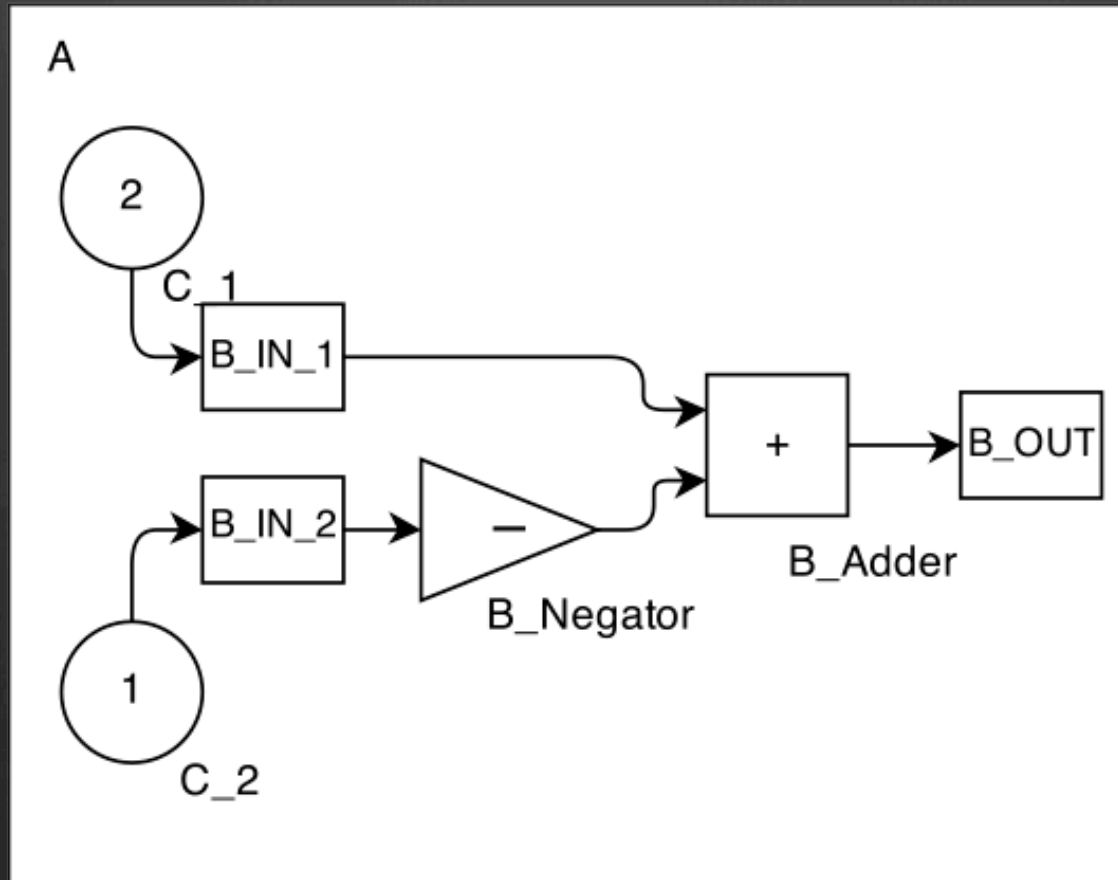 A
2
C_1
B_IN_1
+
B_OUT
B_IN_2
–
B_Adder
B_Negator
1
C_2